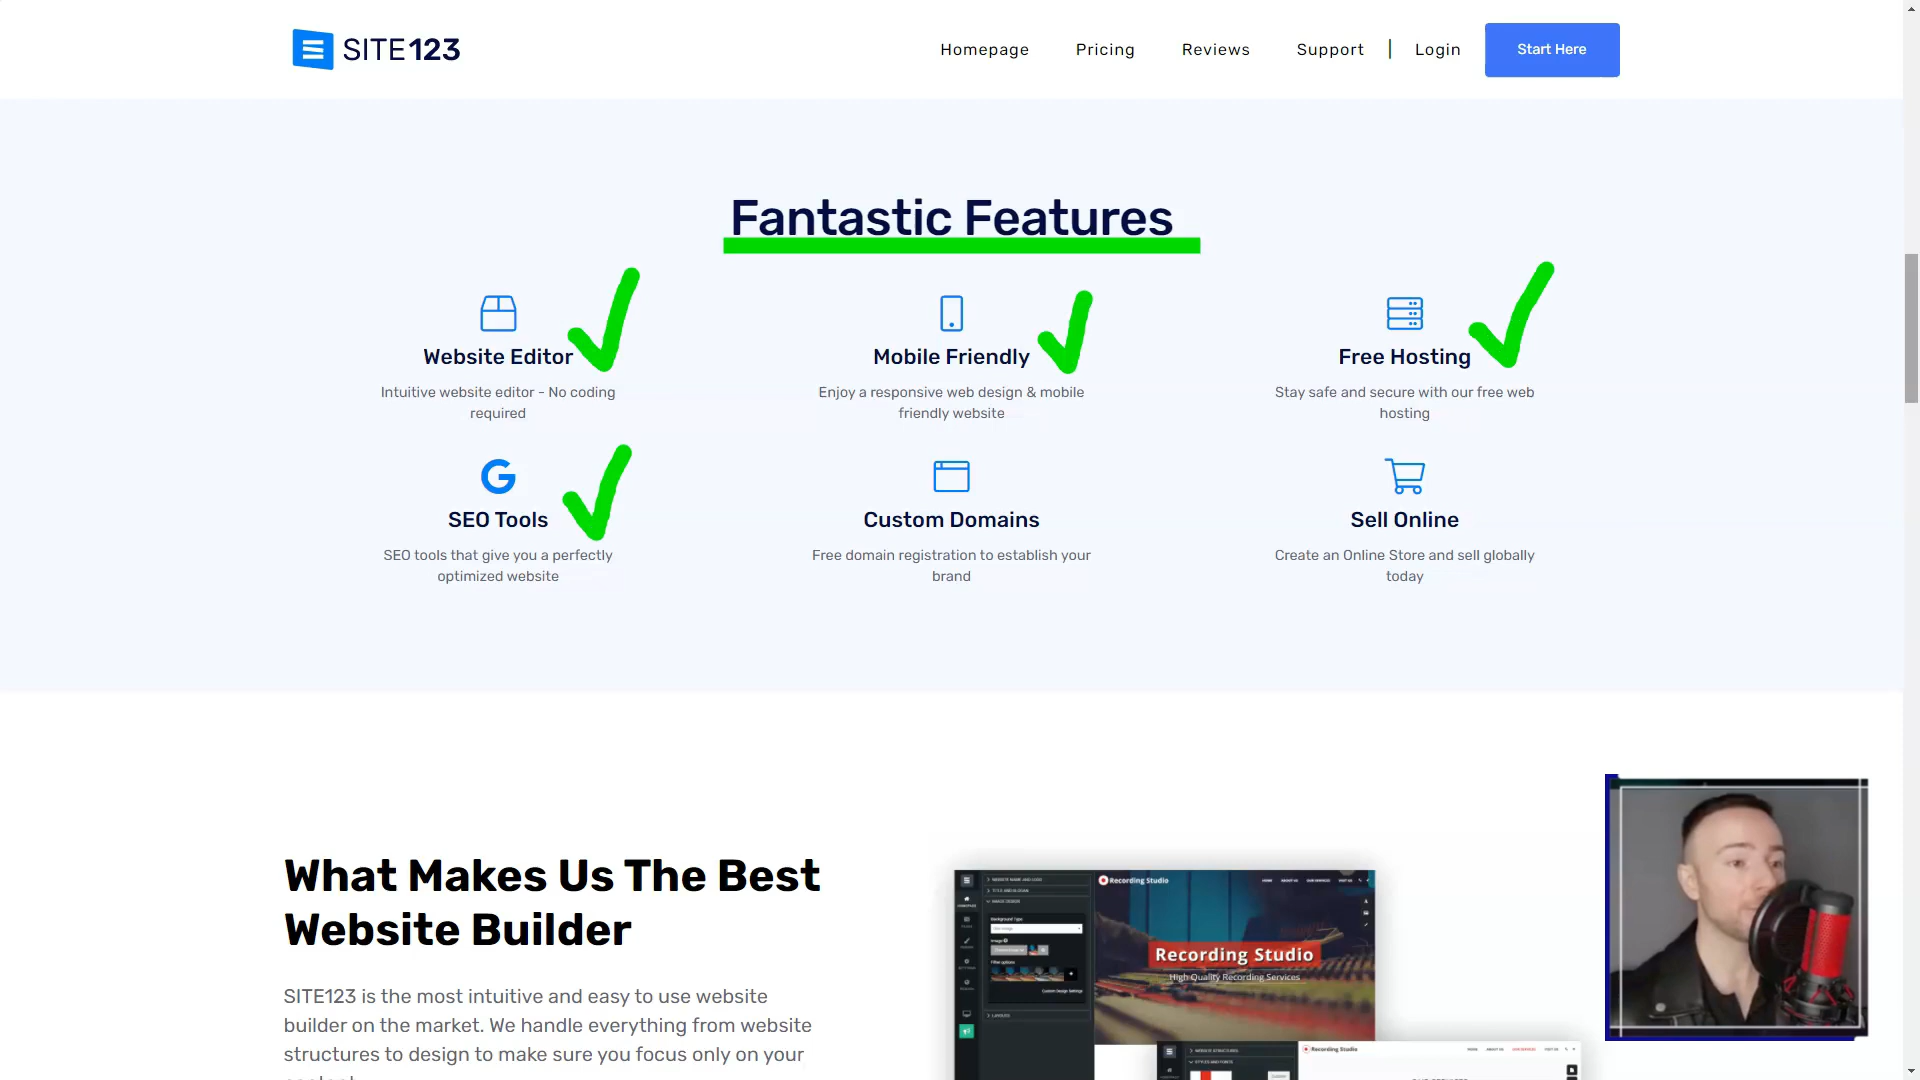 SITE123
Homepage Pricing Reviews Support Login Start Here
Fantastic Features
Website Editor
Intuitive website editor - No coding
required
Mobile Friendly
Enjoy a responsive web design & mobile
friendly website
Free Hosting
Stay safe and secure with our free web
hosting
SEO Tools
SEO tools that give you a perfectly
optimized website
Custom Domains
Free domain registration to establish your
brand
Sell Online
Create an Online Store and sell globally
today
What Makes Us The Best
Website Builder
SITE123 is the most intuitive and easy to use website
builder on the market. We handle everything from website
structures to design to make sure you focus only on your
Recording Studio
Recording Studio
High Quality Recording Services
Recording Studio